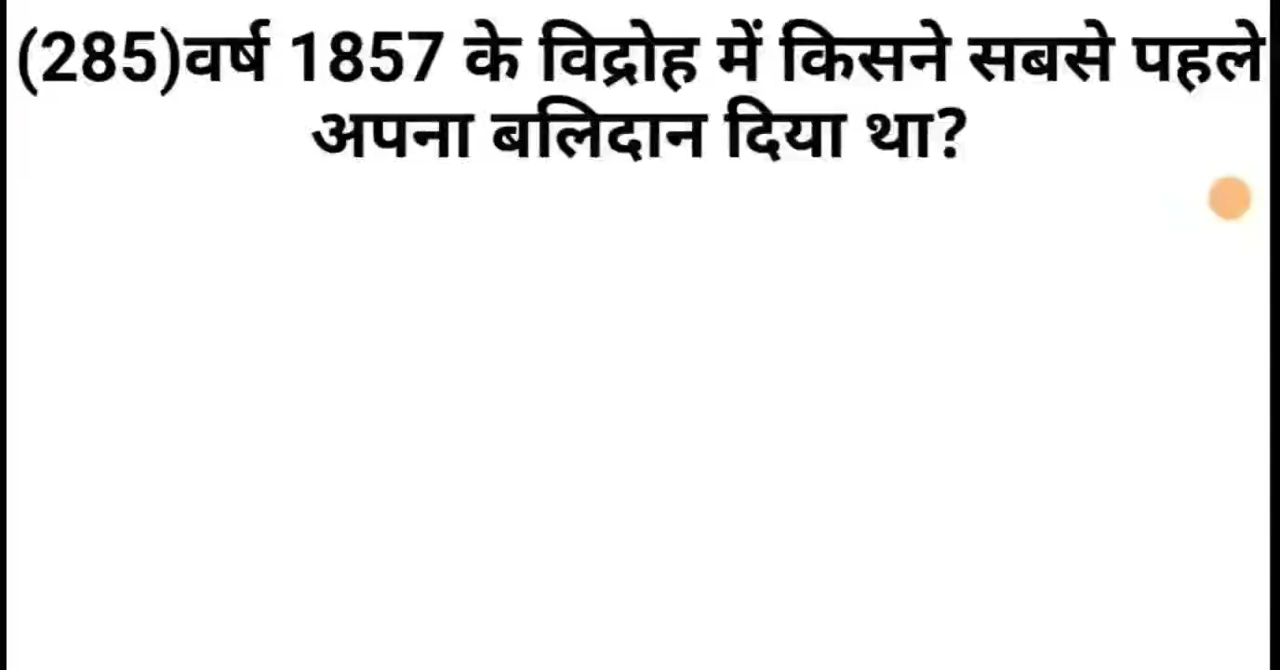 (285)वर्ष 1857 के विद्रोह में किसने सबसे पहले
अपना बलिदान दिया था?